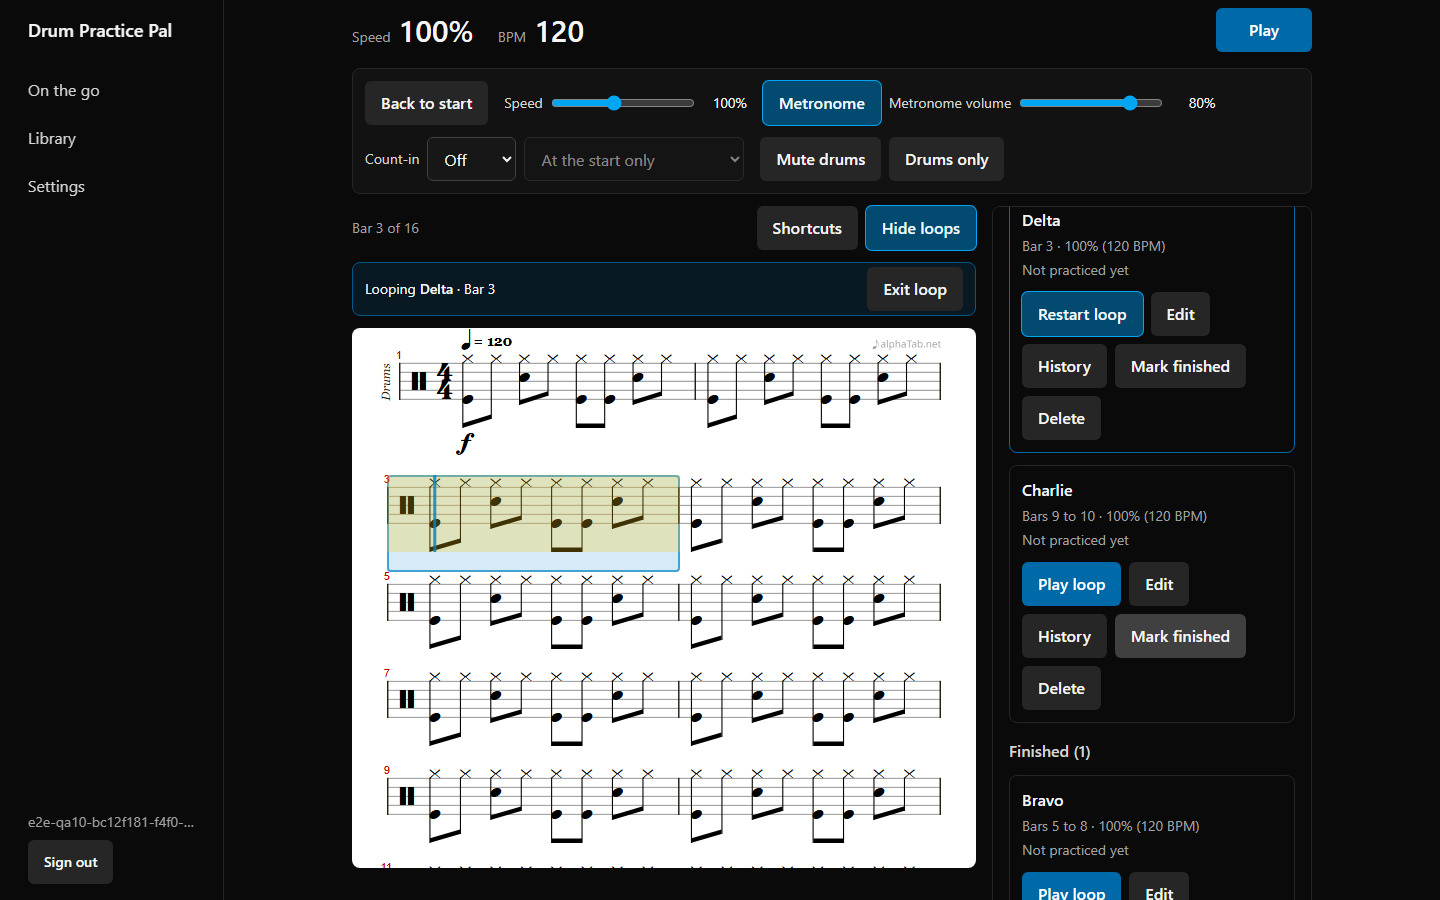 Drum Practice Pal
On the go
Library
Settings
e2e-qa10-bc12f181-f4f0-...
Sign out
Speed 100% BPM 120
Play
Back to start Speed 100% Metronome Metronome volume 80%
Count-in Off At the start only Mute drums Drums only
Bar 3 of 16 Shortcuts Hide loops
Looping Delta · Bar 3 Exit loop
= 120
alphaTab.net
1
Drums
4
4
f
3
5
7
9
11
Delta
Bar 3 · 100% (120 BPM)
Not practiced yet
Restart loop Edit
History Mark finished
Delete
Charlie
Bars 9 to 10 · 100% (120 BPM)
Not practiced yet
Play loop Edit
History Mark finished
Delete
Finished (1)
Bravo
Bars 5 to 8 · 100% (120 BPM)
Not practiced yet
Play loop Edit